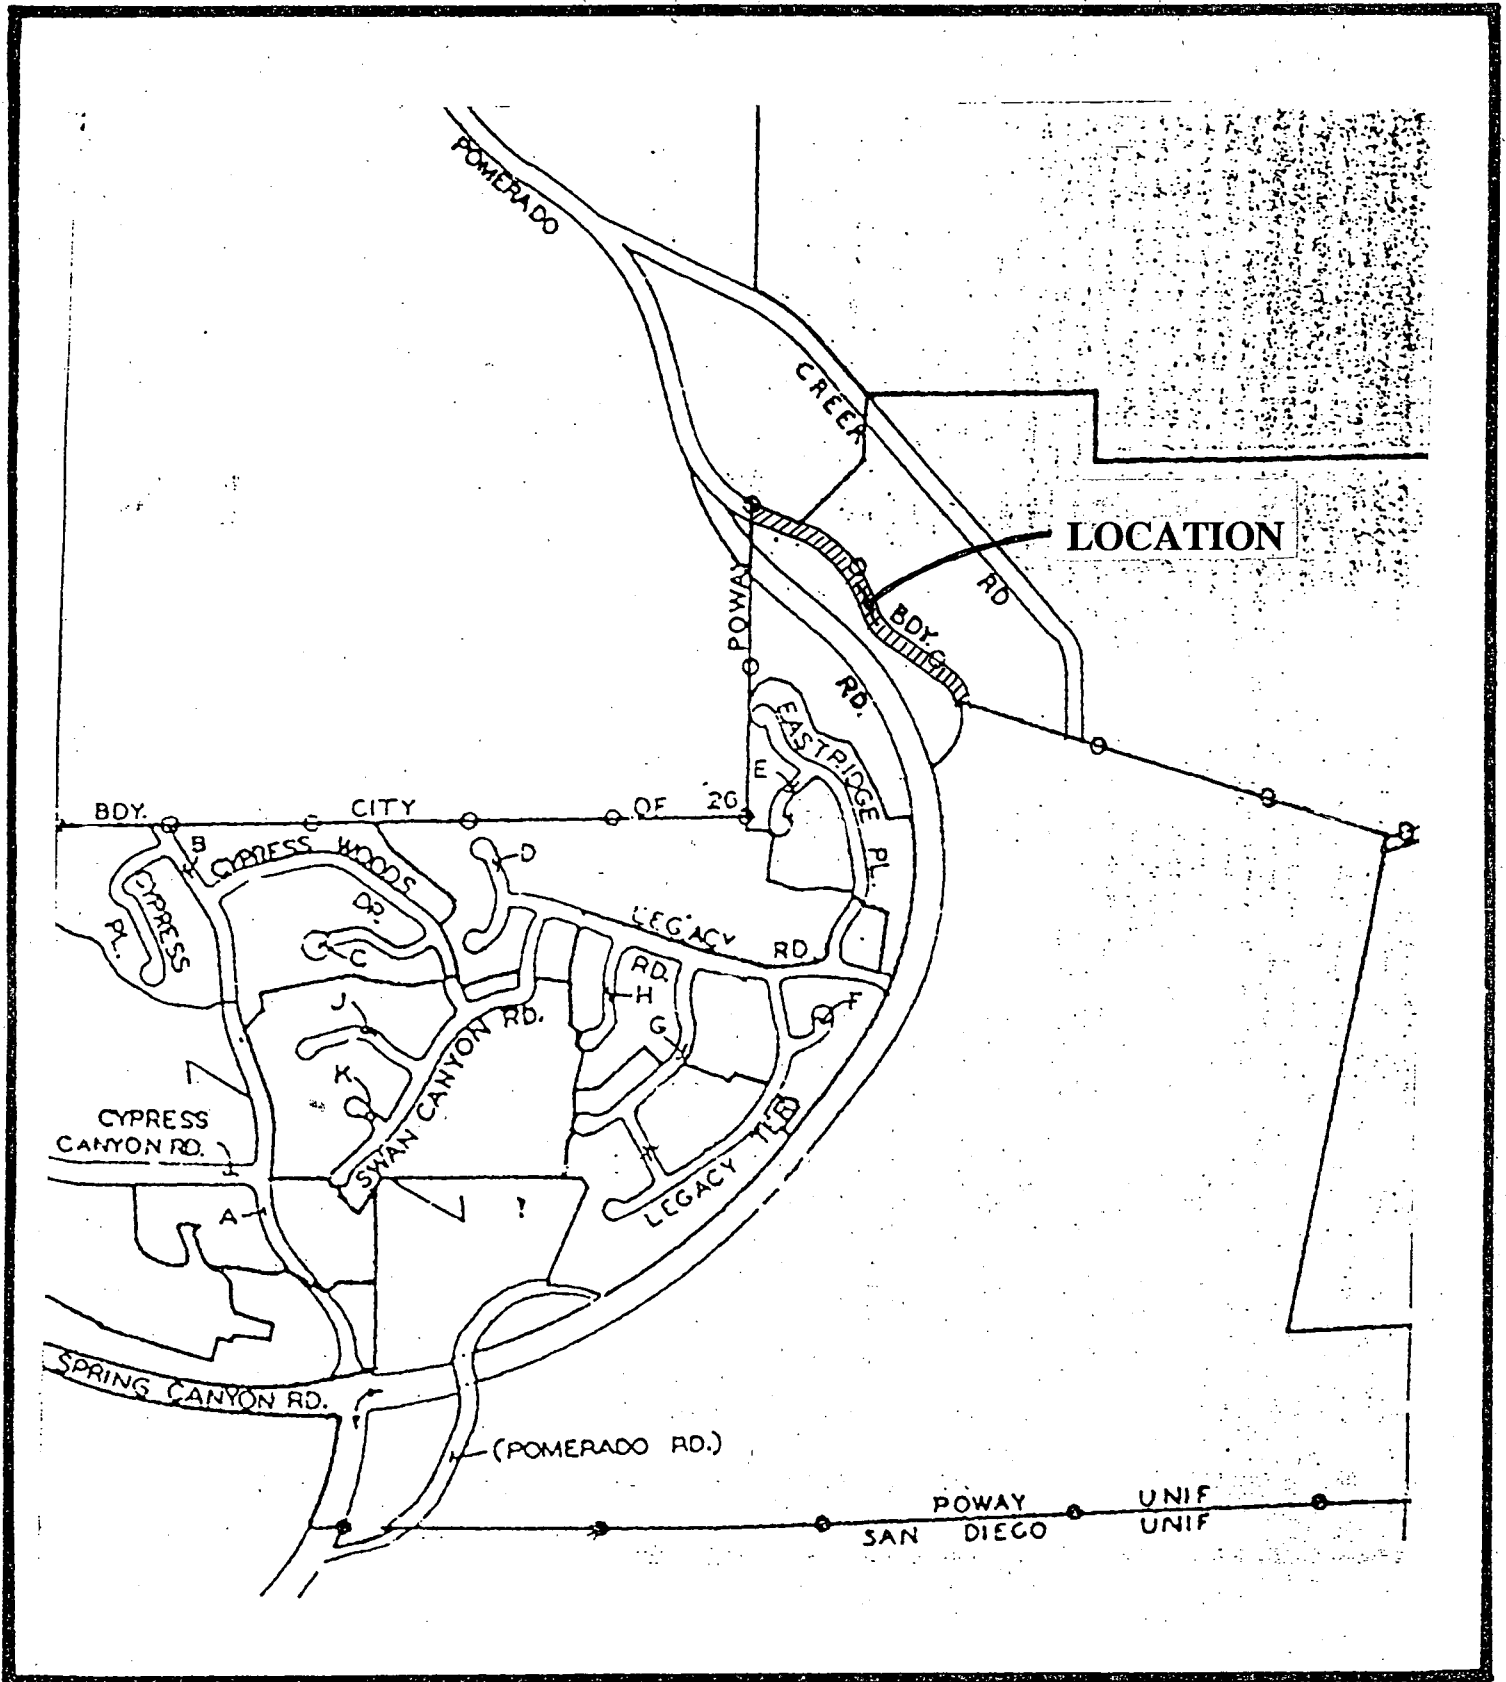 POMERADO
CREEK
LOCATION
RD
POWAY
BDY.
RD.
EASTRIDGE
PL.
E
BDY.
CITY
OF
26
B
CYPRESS WOODS
DR.
D
CYPRESS
PL.
C
LEGACY
RD.
RD.
H
J
F
G
SWAN CANYON RD.
K
CYPRESS
CANYON RD.
LEGACY
A
SPRING CANYON RD.
(POMERADO RD.)
POWAY UNIF
SAN DIEGO UNIF